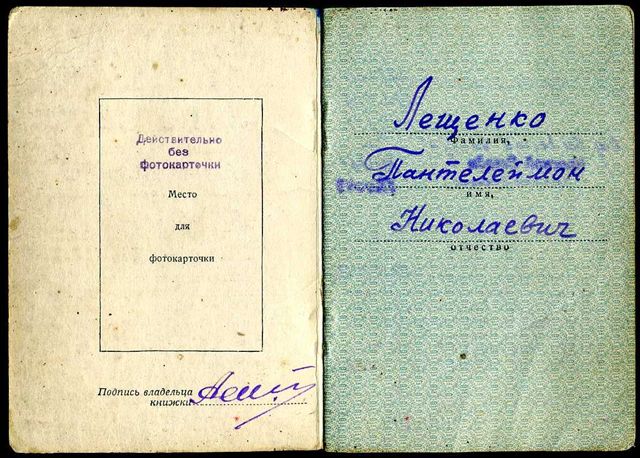 Действительно
без
фотокарточки
Место
для
фотокарточки
Подпись владельца
книжки
Лещенко
Фамилия,
Пантелеймон
имя,
Николаевич
отчество